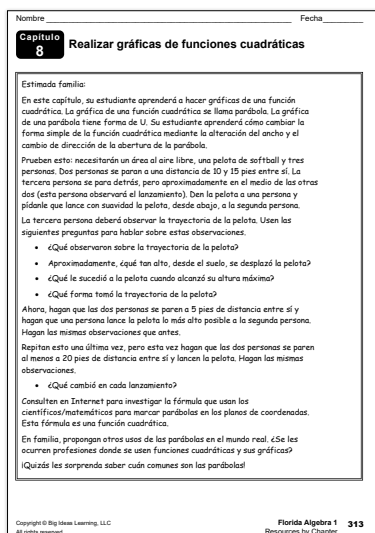 Nombre Fecha
Capítulo
8
Realizar gráficas de funciones cuadráticas
Estimada familia:
En este capítulo, su estudiante aprenderá a hacer gráficas de una función
cuadrática. La gráfica de una función cuadrática se llama parábola. La gráfica
de una parábola tiene forma de U. Su estudiante aprenderá cómo cambiar la
forma simple de la función cuadrática mediante la alteración del ancho y el
cambio de dirección de la abertura de la parábola.
Prueben esto: necesitarán un área al aire libre, una pelota de softball y tres
personas. Dos personas se paran a una distancia de 10 y 15 pies entre sí. La
tercera persona se para detrás, pero aproximadamente en el medio de las otras
dos (esta persona observará el lanzamiento). Den la pelota a una persona y
pídanle que lance con suavidad la pelota, desde abajo, a la segunda persona.
La tercera persona deberá observar la trayectoria de la pelota. Usen las
siguientes preguntas para hablar sobre estas observaciones.
• ¿Qué observaron sobre la trayectoria de la pelota?
• Aproximadamente, ¿qué tan alto, desde el suelo, se desplazó la pelota?
• ¿Qué le sucedió a la pelota cuando alcanzó su altura máxima?
• ¿Qué forma tomó la trayectoria de la pelota?
Ahora, hagan que las dos personas se paren a 5 pies de distancia entre sí y
hagan que una persona lance la pelota lo más alto posible a la segunda persona.
Hagan las mismas observaciones que antes.
Repitan esto una última vez, pero esta vez hagan que las dos personas se paren
al menos a 20 pies de distancia entre sí y lancen la pelota. Hagan las mismas
observaciones.
• ¿Qué cambió en cada lanzamiento?
Consulten en Internet para investigar la fórmula que usan los
científicos/matemáticos para marcar parábolas en los planos de coordenadas.
Esta fórmula es una función cuadrática.
En familia, propongan otros usos de las parábolas en el mundo real. ¿Se les
ocurren profesiones donde se usen funciones cuadráticas y sus gráficas?
¡Quizás les sorprenda saber cuán comunes son las parábolas!
Copyright © Big Ideas Learning, LLC Florida Algebra 1 313
All rights reserved. Resources by Chapter